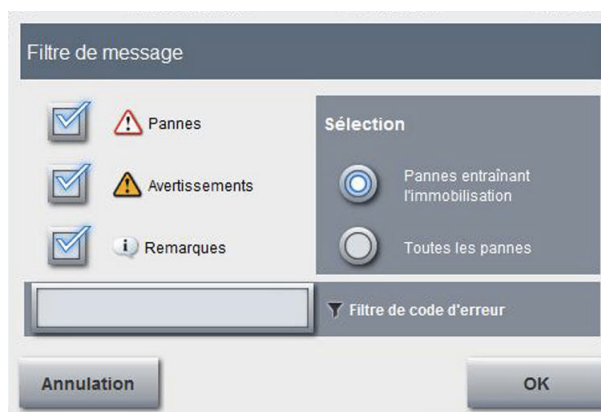 Filtre de message
Pannes
Avertissements
Remarques
Sélection
Pannes entraînant
l'immobilisation
Toutes les pannes
Filtre de code d'erreur
Annulation
OK